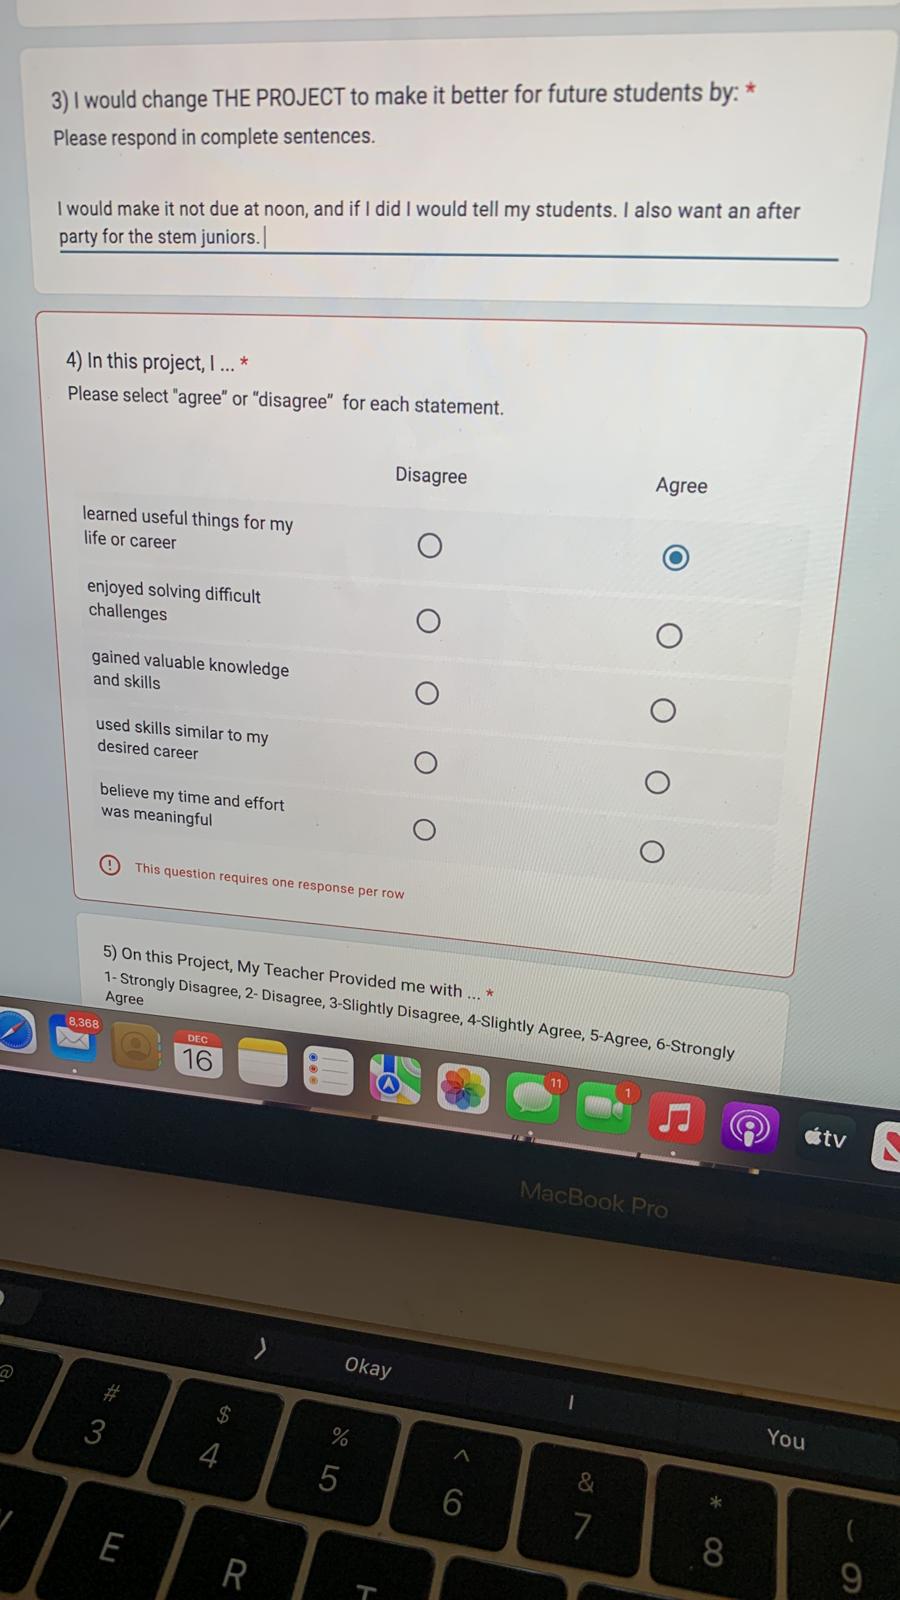 3) I would change THE PROJECT to make it better for future students by: *
Please respond in complete sentences.
I would make it not due at noon, and if I did I would tell my students. I also want an after
party for the stem juniors.
4) In this project, I ... *
Please select "agree" or "disagree" for each statement.
Disagree Agree
learned useful things for my
life or career
enjoyed solving difficult
challenges
gained valuable knowledge
and skills
used skills similar to my
desired career
believe my time and effort
was meaningful
This question requires one response per row
5) On this Project, My Teacher Provided me with ... *
1- Strongly Disagree, 2- Disagree, 3-Slightly Disagree, 4-Slightly Agree, 5-Agree, 6-Strongly
Agree
8,368
DEC
16
11
1
tv
MacBook Pro
Okay
I
You
@
#
3
$
4
%
5
^
6
&
7
*
8
(
9
E
R
T